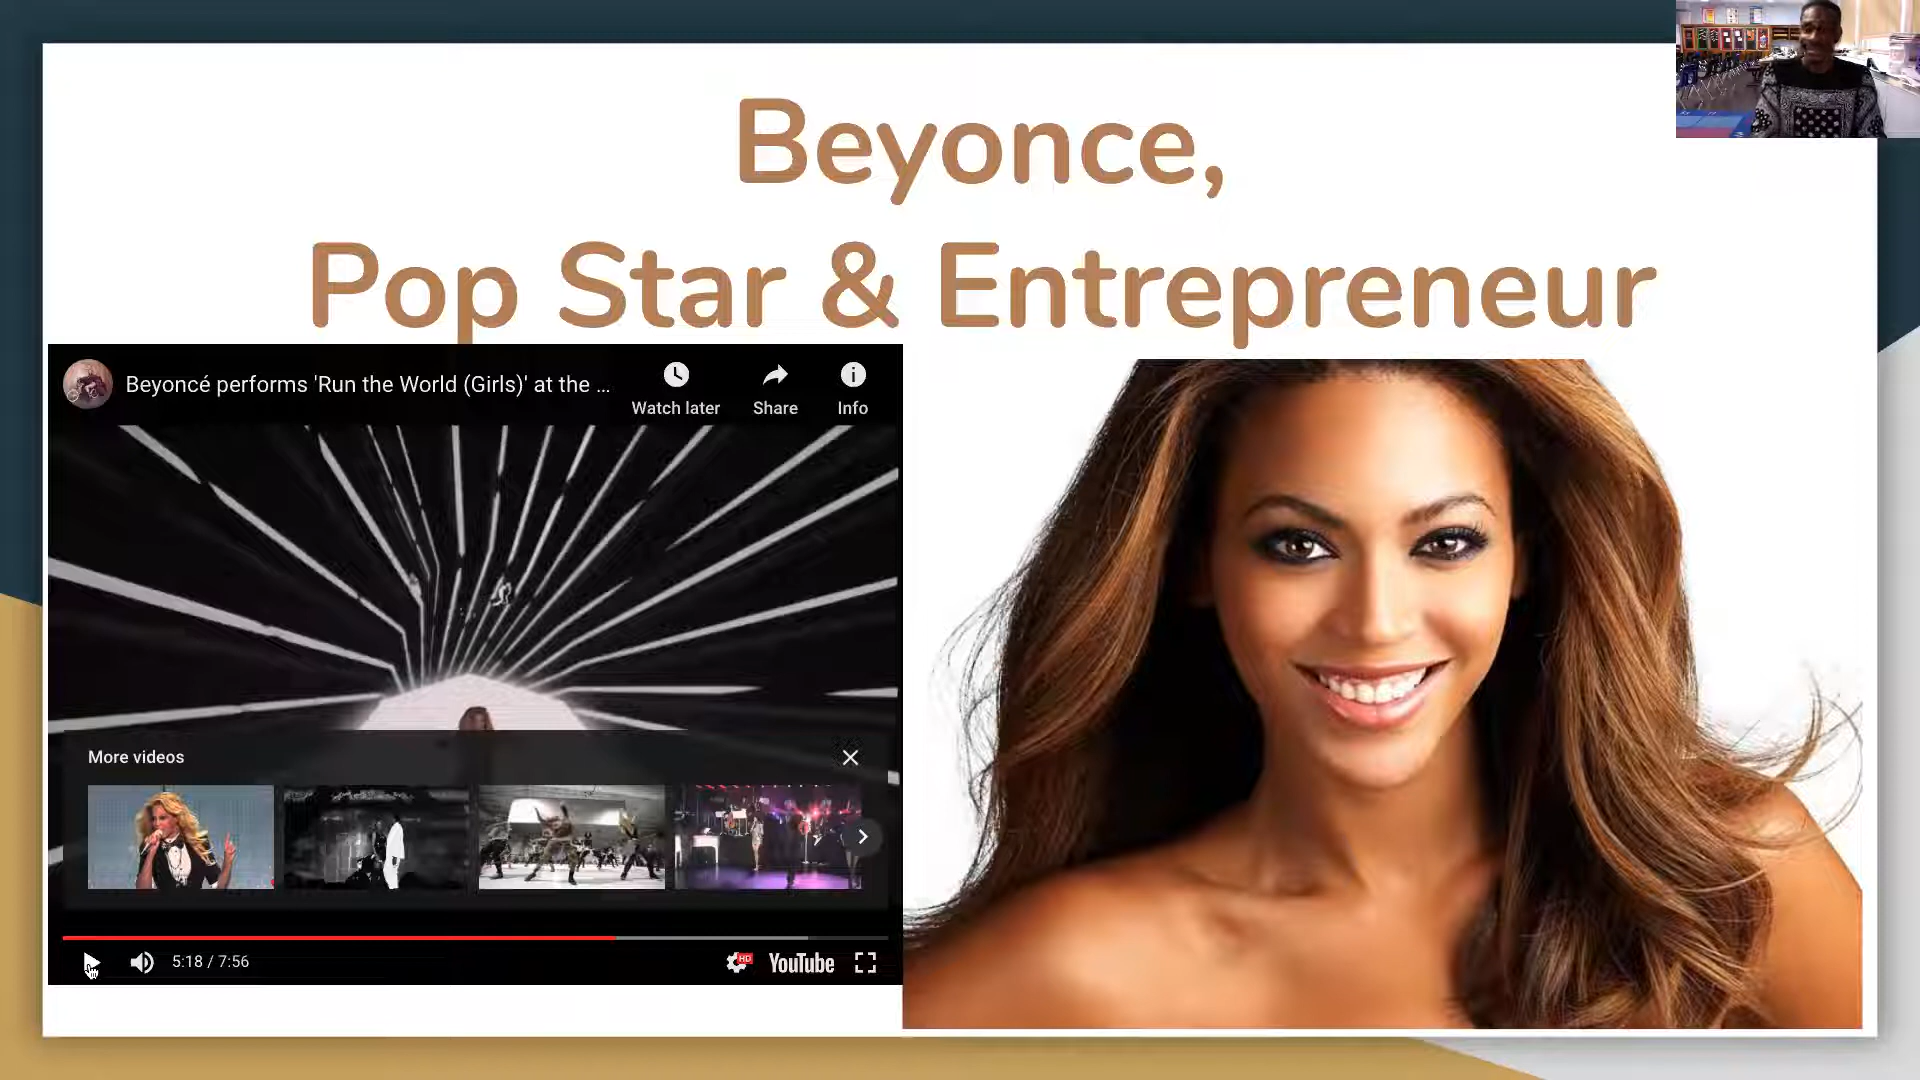 Beyonce,
Pop Star & Entrepreneur
Beyoncé performs 'Run the World (Girls)' at the ...
Watch later
Share
Info
More videos
5:18 / 7:56
HD
YouTube